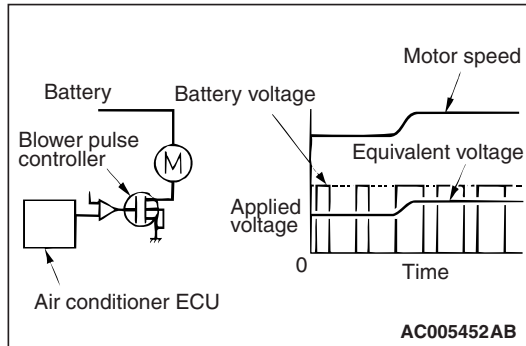 Battery
Blower pulse
controller
M
Air conditioner ECU
Motor speed
Battery voltage
Equivalent voltage
Applied
voltage
0
Time
AC005452AB